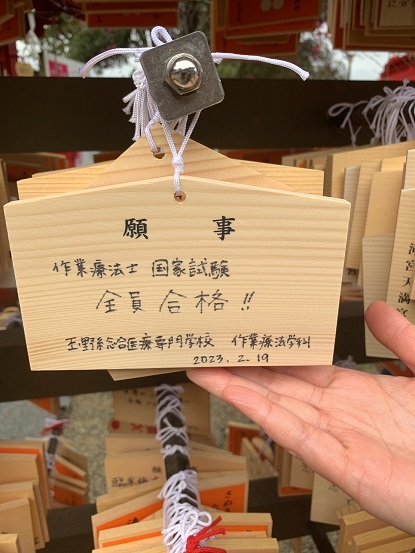 願 事
作業療法士 国家試験
全員 合格!!
玉野総合医療専門学校 作業療法学科
2023.2.19